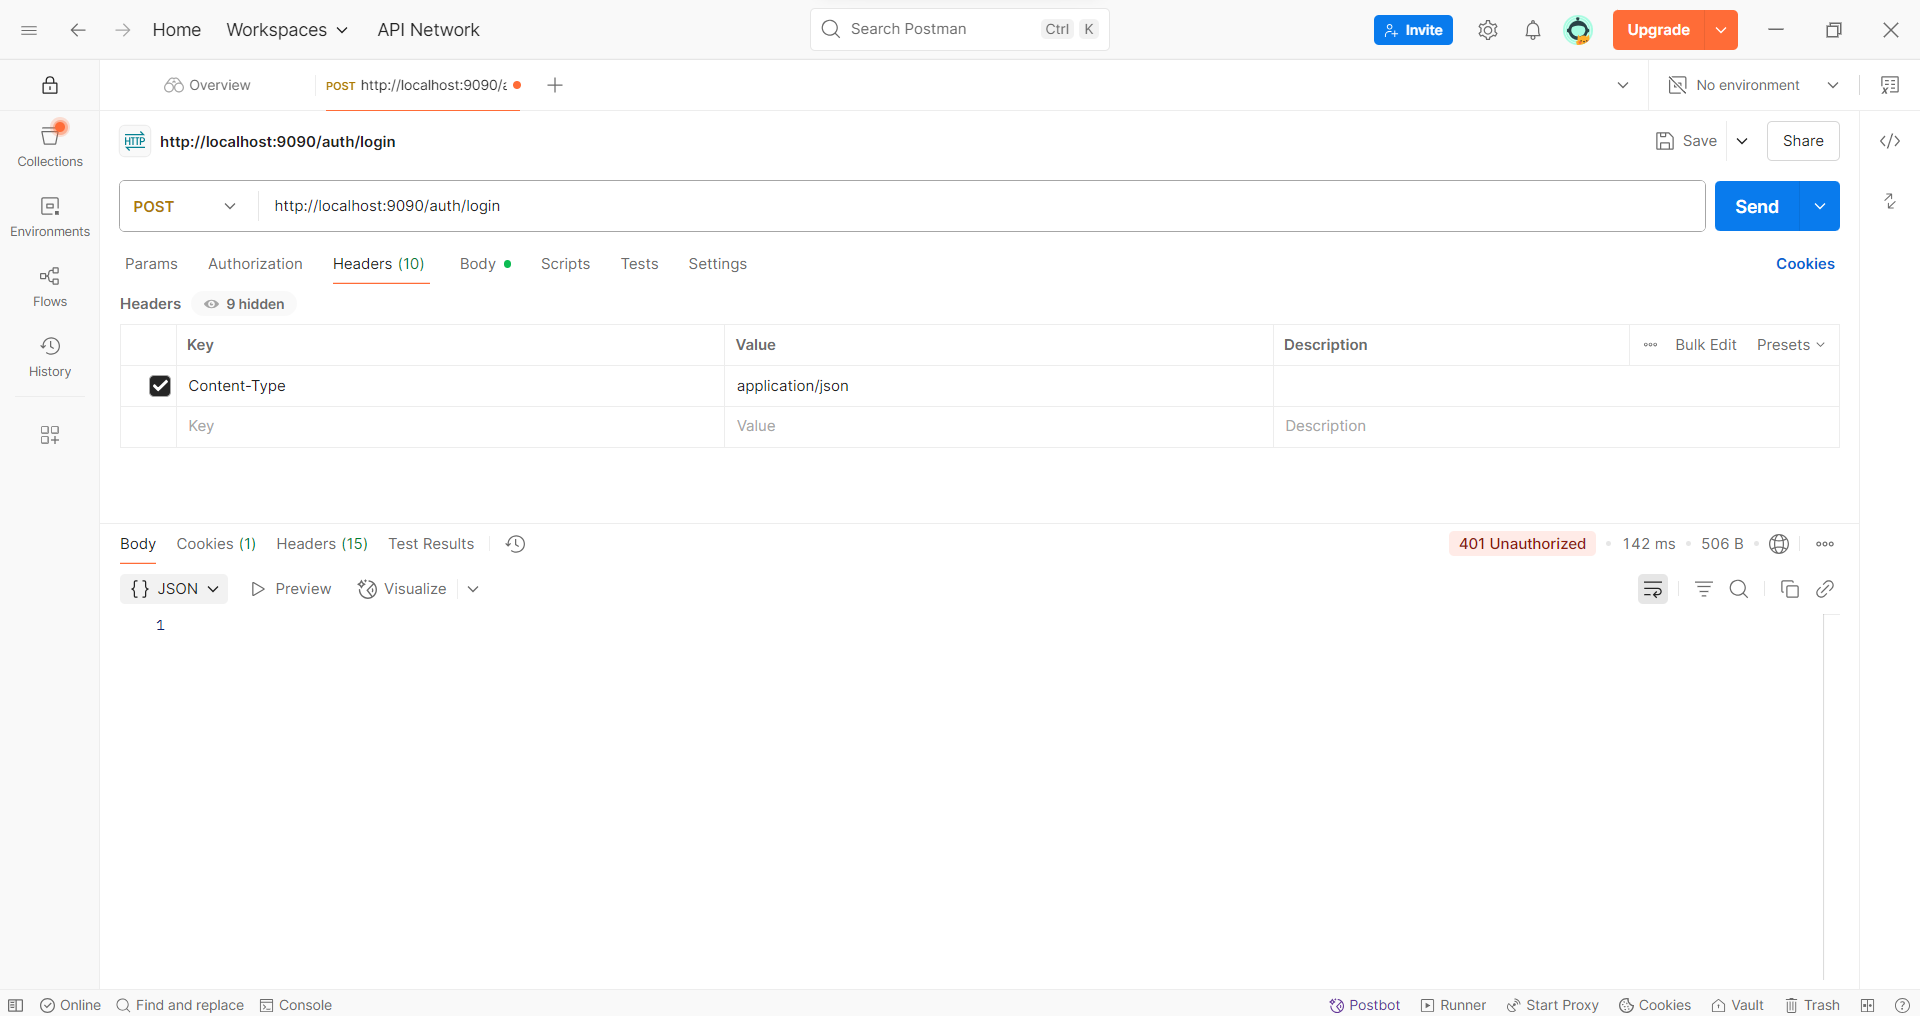 Home Workspaces API Network Search Postman Ctrl K Invite Upgrade
Overview POST http://localhost:9090/a No environment
HTTP http://localhost:9090/auth/login Save Share
Collections
Environments
Flows
History
POST http://localhost:9090/auth/login Send
Params Authorization Headers (10) Body Scripts Tests Settings Cookies
Headers 9 hidden
Key Value Description Bulk Edit Presets
Content-Type application/json
Key Value Description
Body Cookies (1) Headers (15) Test Results 401 Unauthorized 142 ms 506 B
{} JSON Preview Visualize
1
Online Find and replace Console Postbot Runner Start Proxy Cookies Vault Trash